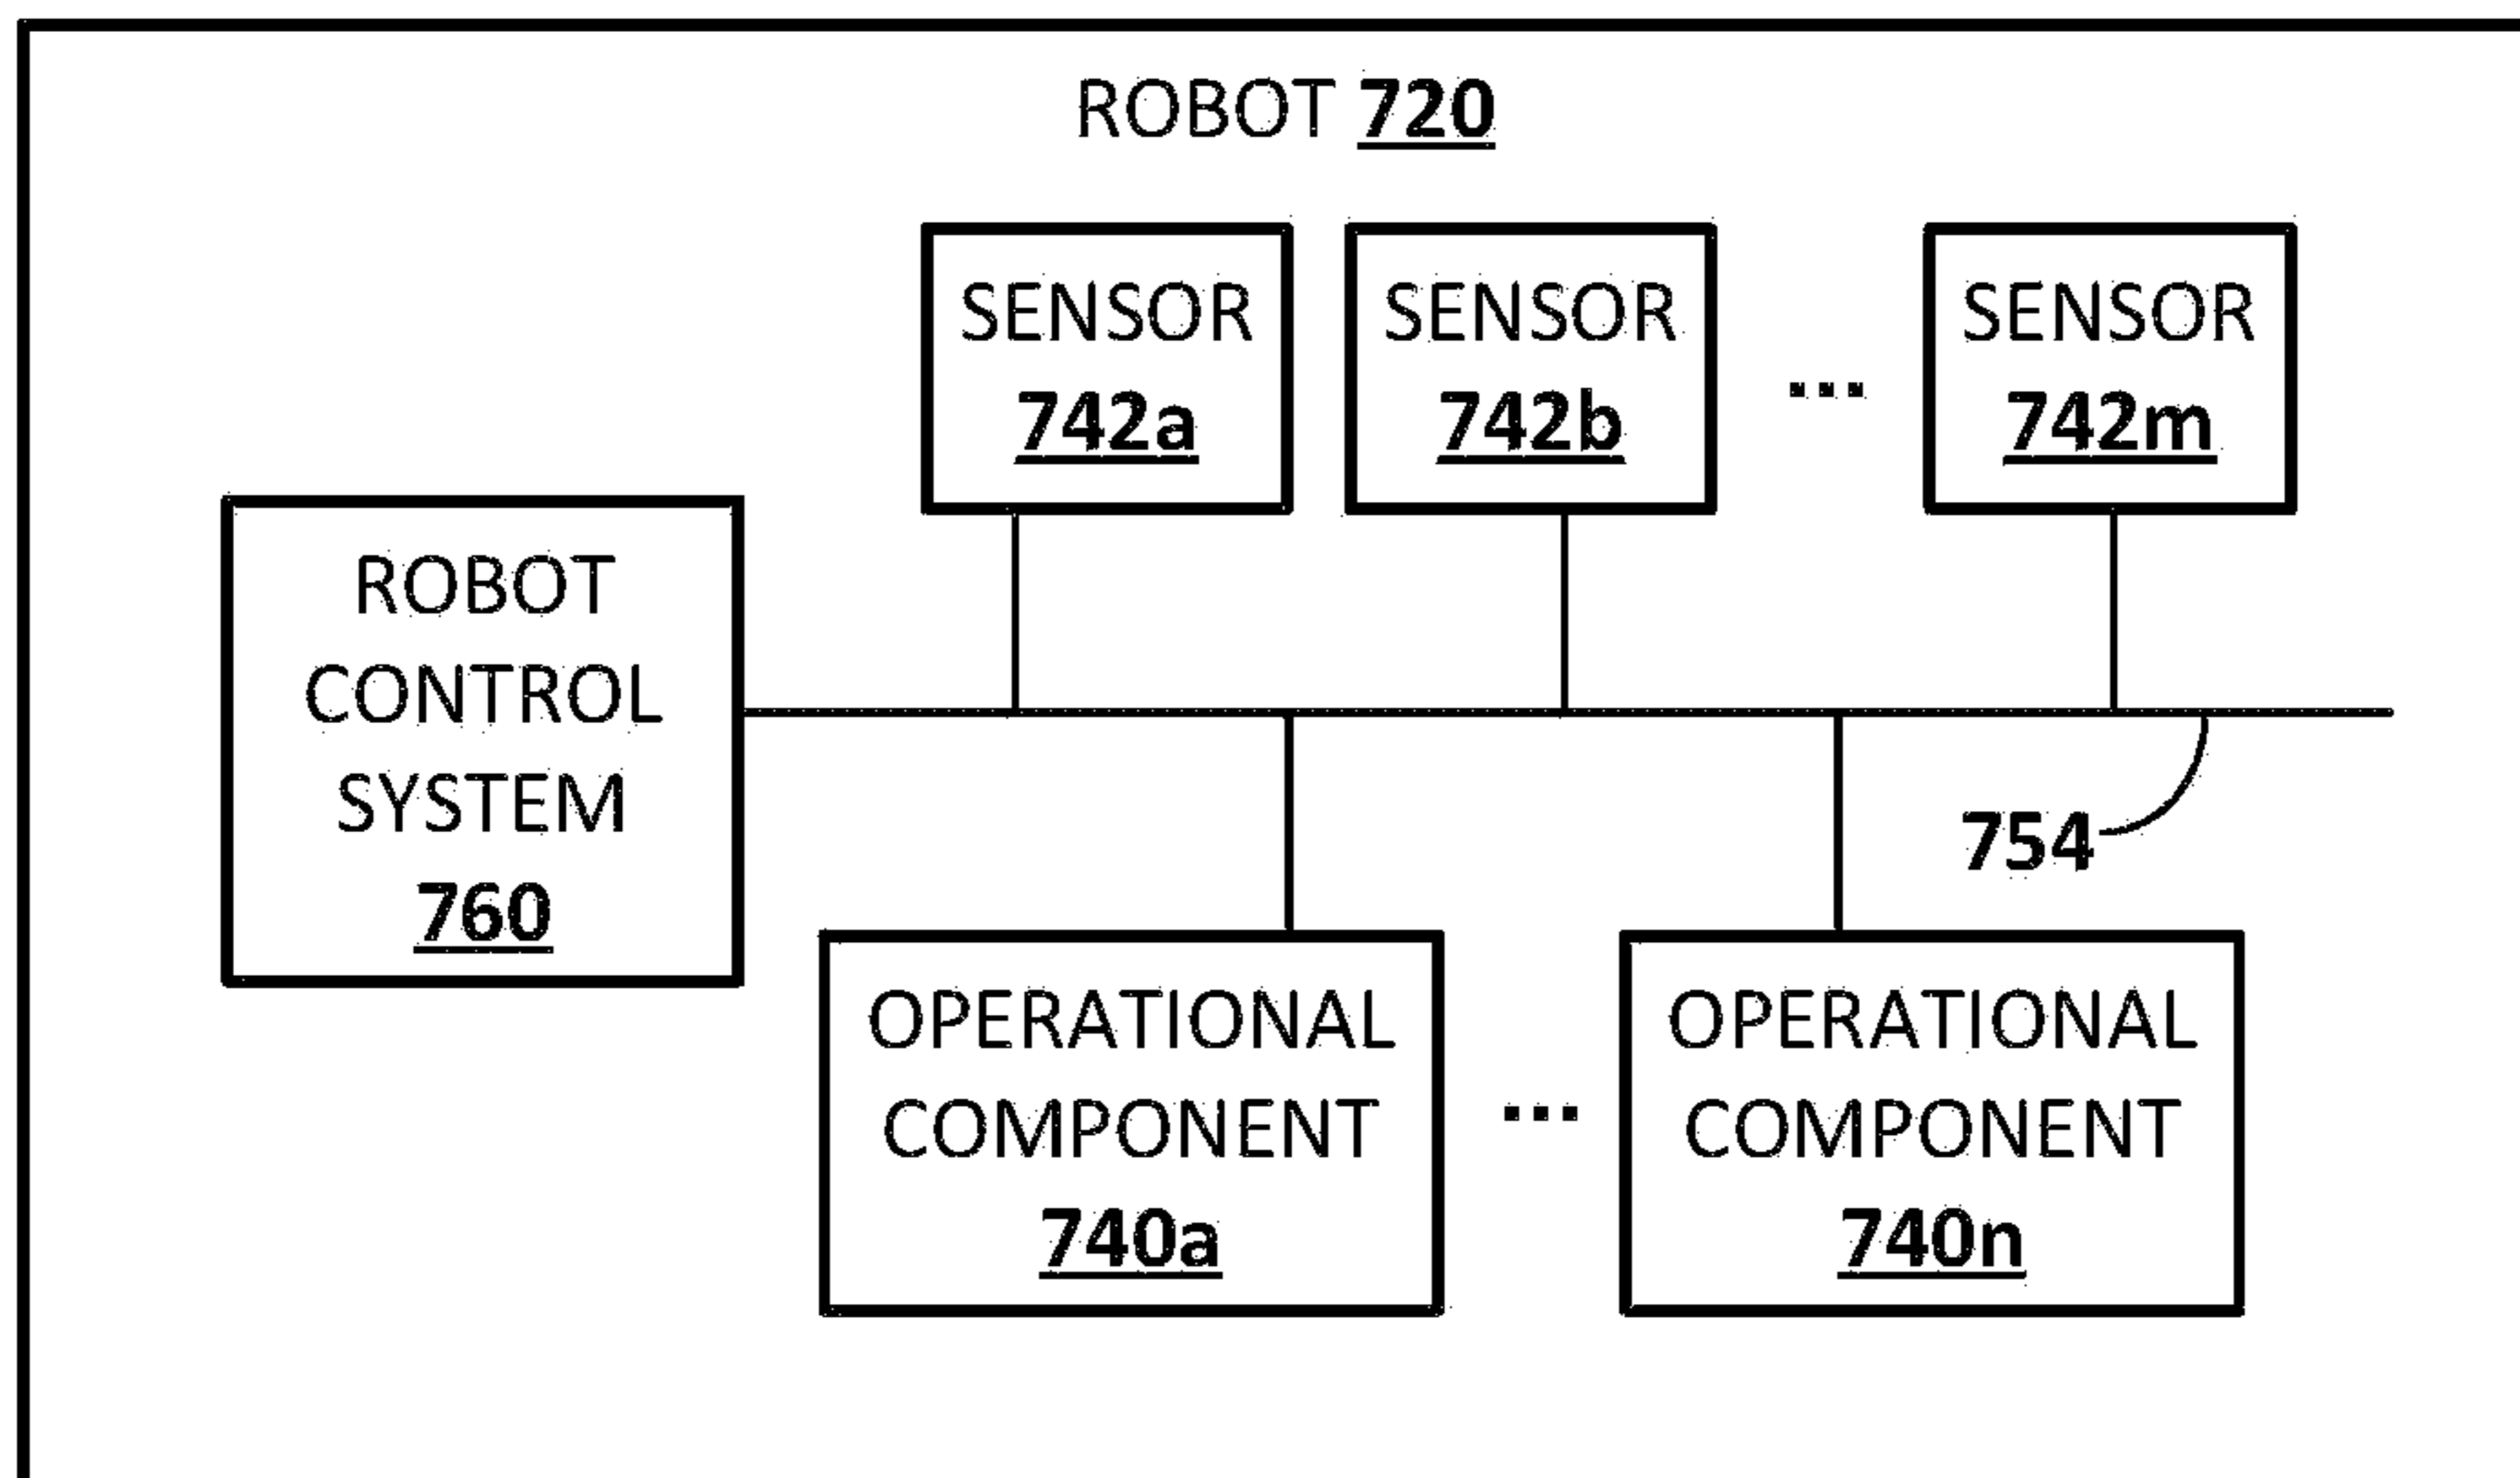 ROBOT 720
SENSOR
742a
SENSOR
742b
...
SENSOR
742m
ROBOT
CONTROL
SYSTEM
760
754
OPERATIONAL
COMPONENT
740a
...
OPERATIONAL
COMPONENT
740n